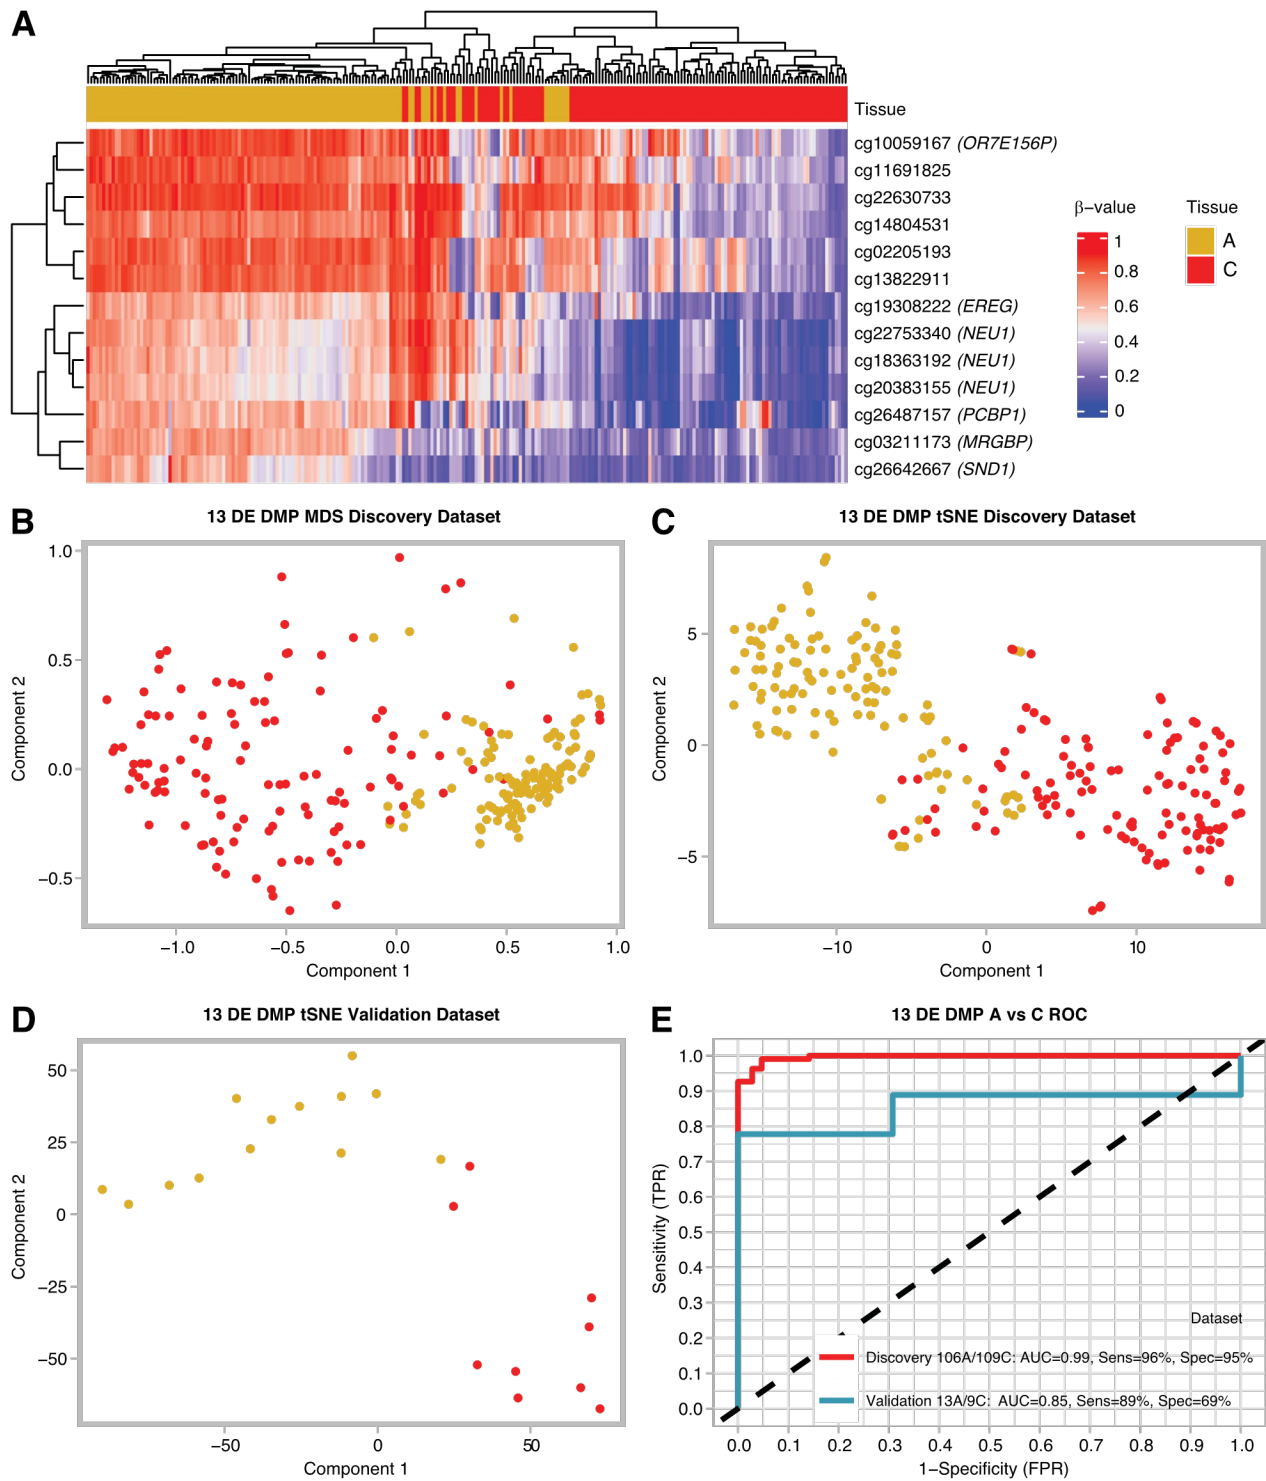 A
Tissue
cg10059167 (OR7E156P)
cg11691825
cg22630733
cg14804531
cg02205193
cg13822911
cg19308222 (EREG)
cg22753340 (NEU1)
cg18363192 (NEU1)
cg20383155 (NEU1)
cg26487157 (PCBP1)
cg03211173 (MRGBP)
cg26642667 (SND1)
β−value
1
0.8
0.6
0.4
0.2
0
Tissue
A
C
B
13 DE DMP MDS Discovery Dataset
Component 2
1.0
0.5
0.0
−0.5
−1.0 −0.5 0.0 0.5 1.0
Component 1
C
13 DE DMP tSNE Discovery Dataset
Component 2
5
0
−5
−10 0 10
Component 1
D
13 DE DMP tSNE Validation Dataset
Component 2
50
25
0
−25
−50
−50 0 50
Component 1
E
13 DE DMP A vs C ROC
Sensitivity (TPR)
1.0
0.9
0.8
0.7
0.6
0.5
0.4
0.3
0.2
0.1
0.0
Dataset
Discovery 106A/109C: AUC=0.99, Sens=96%, Spec=95%
Validation 13A/9C: AUC=0.85, Sens=89%, Spec=69%
0.0 0.1 0.2 0.3 0.4 0.5 0.6 0.7 0.8 0.9 1.0
1−Specificity (FPR)